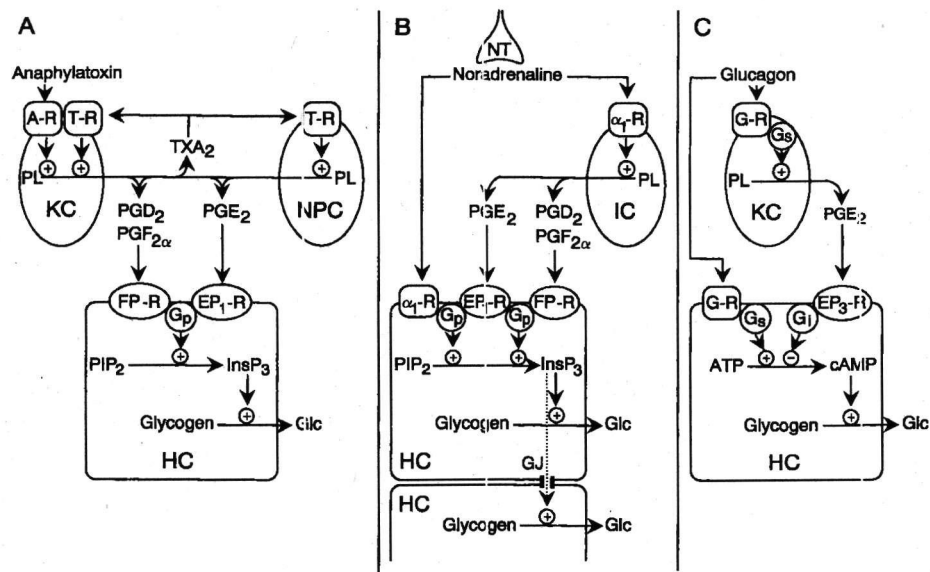 A
Anaphylatoxin
A-R T-R
T-R
TXA2
PL
PL
KC
NPC
PGD2
PGF2α
PGE2
FP-R
Gp
EP1-R
PIP2
InsP3
Glycogen
Glc
HC
B
NT
Noradrenaline
α1-R
PL
IC
PGE2
PGD2
PGF2α
α1-R
Gp
EP1-R
Gp
FP-R
PIP2
InsP3
Glycogen
Glc
HC
GJ
HC
Glycogen
Glc
C
Glucagon
G-R
Gs
PL
KC
PGE2
G-R
Gs
Gi
EP3-R
ATP
cAMP
Glycogen
Glc
HC